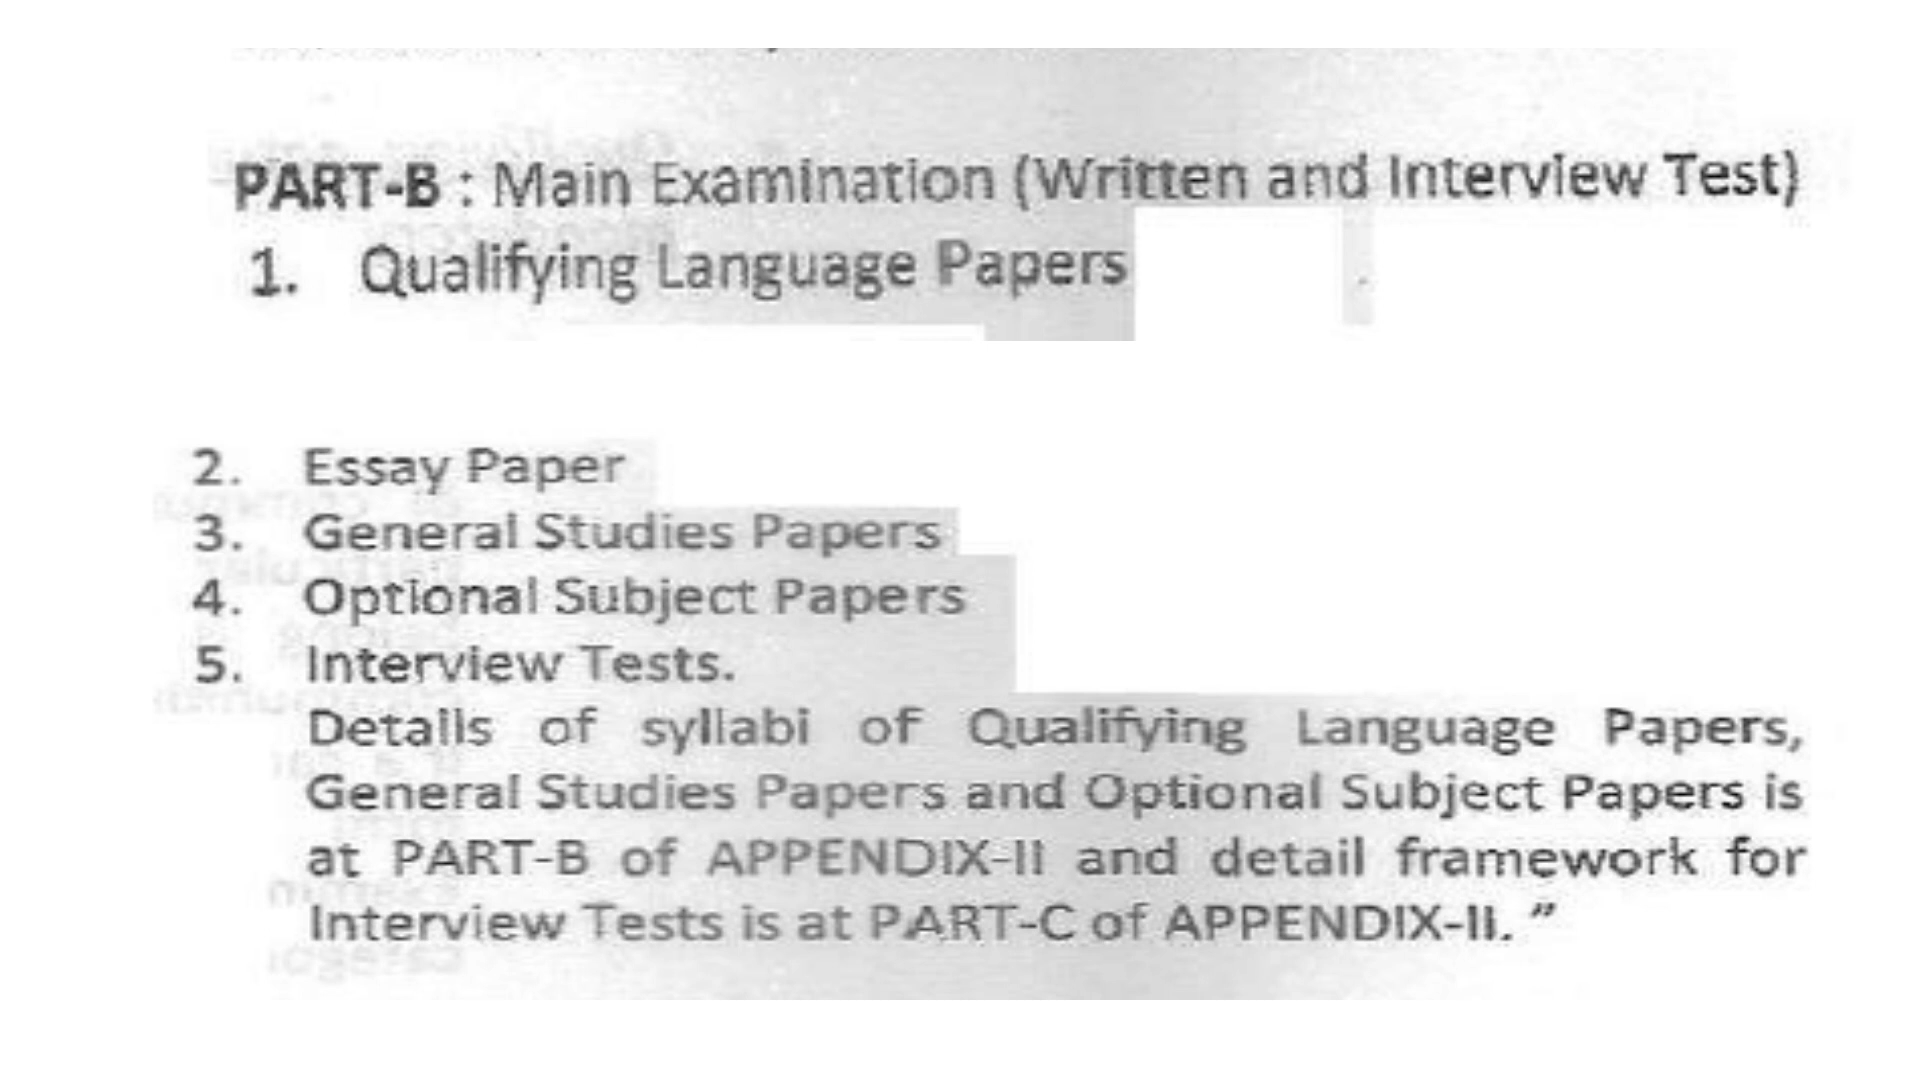 PART-B : Main Examination (Written and Interview Test)
1. Qualifying Language Papers
2. Essay Paper
3. General Studies Papers
4. Optional Subject Papers
5. Interview Tests.
Details of syllabi of Qualifying Language Papers,
General Studies Papers and Optional Subject Papers is
at PART-B of APPENDIX-II and detail framework for
Interview Tests is at PART-C of APPENDIX-II. ”